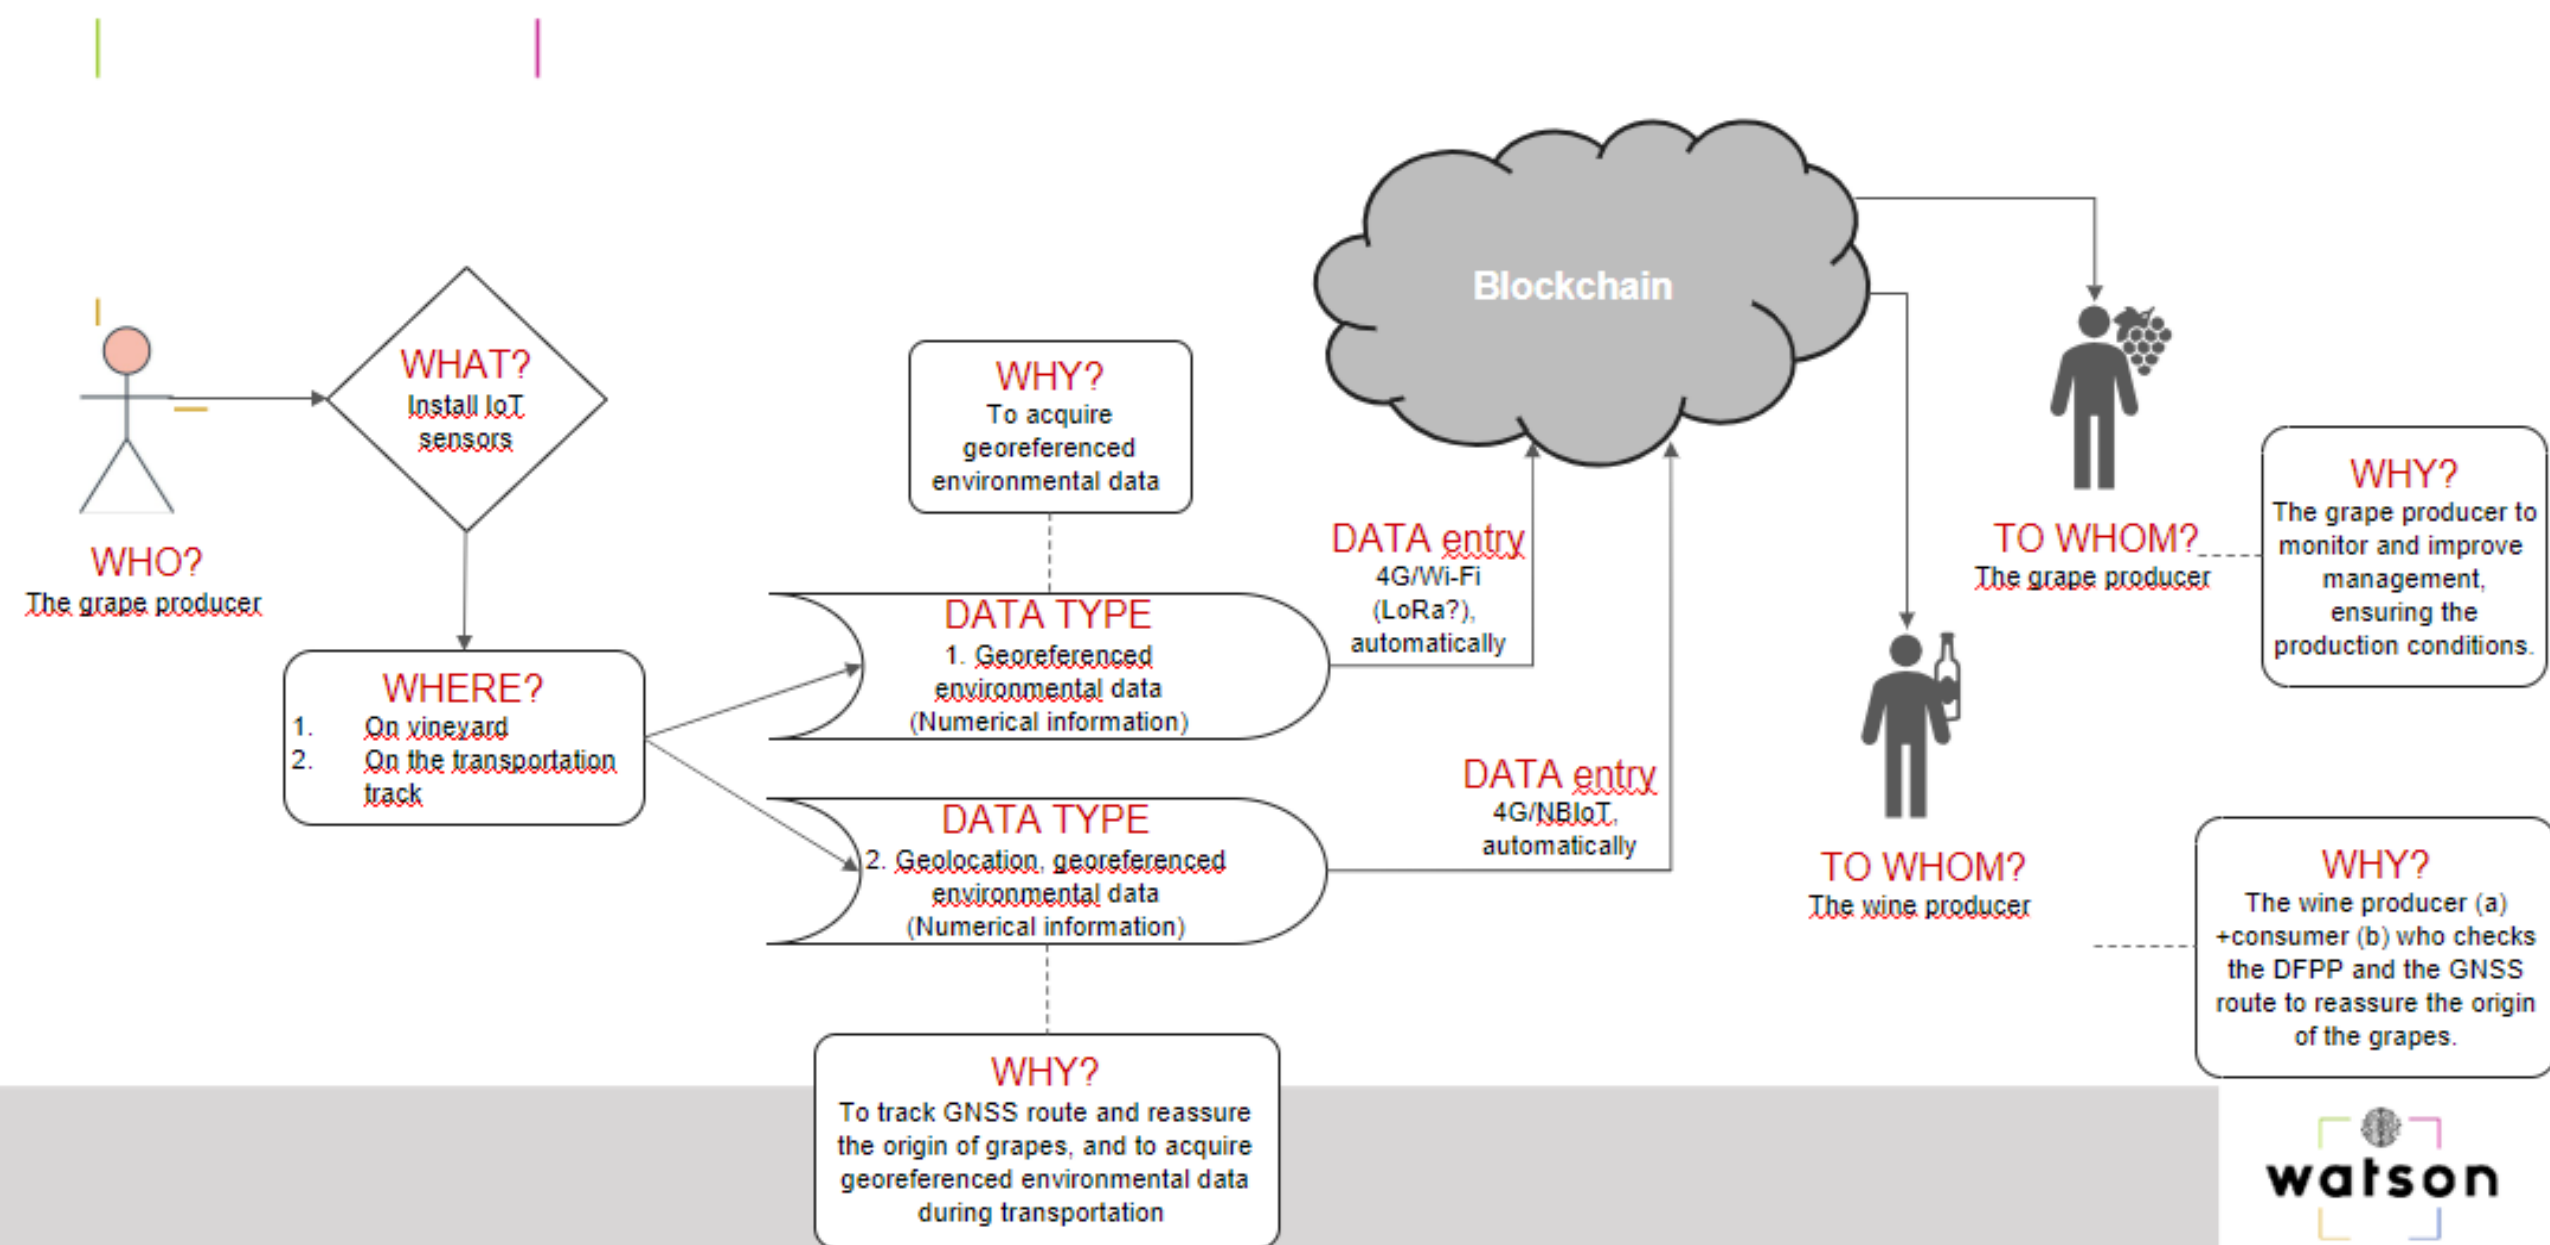 WHO?
The grape producer
WHAT?
Install IoT
sensors
WHERE?
1. On vineyard
2. On the transportation
track
WHY?
To acquire
georeferenced
environmental data
DATA TYPE
1. Georeferenced
environmental data
(Numerical information)
DATA TYPE
2. Geolocation, georeferenced
environmental data
(Numerical information)
WHY?
To track GNSS route and reassure
the origin of grapes, and to acquire
georeferenced environmental data
during transportation
DATA entry
4G/Wi-Fi
(LoRa?),
automatically
DATA entry
4G/NBIoT,
automatically
Blockchain
TO WHOM?
The grape producer
WHY?
The grape producer to
monitor and improve
management,
ensuring the
production conditions.
TO WHOM?
The wine producer
WHY?
The wine producer (a)
+consumer (b) who checks
the DFPP and the GNSS
route to reassure the origin
of the grapes.
watson